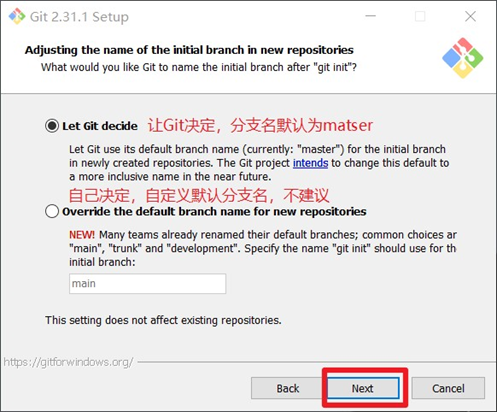 Git 2.31.1 Setup
Adjusting the name of the initial branch in new repositories
What would you like Git to name the initial branch after "git init"?
Let Git decide 让Git决定，分支名默认为matser
Let Git use its default branch name (currently: "master") for the initial branch
in newly created repositories. The Git project intends to change this default to
a more inclusive name in the near future.
自己决定，自定义默认分支名，不建议
Override the default branch name for new repositories
NEW! Many teams already renamed their default branches; common choices ar
"main", "trunk" and "development". Specify the name "git init" should use for th
initial branch:
main
This setting does not affect existing repositories.
https://gitforwindows.org/
Back Next Cancel